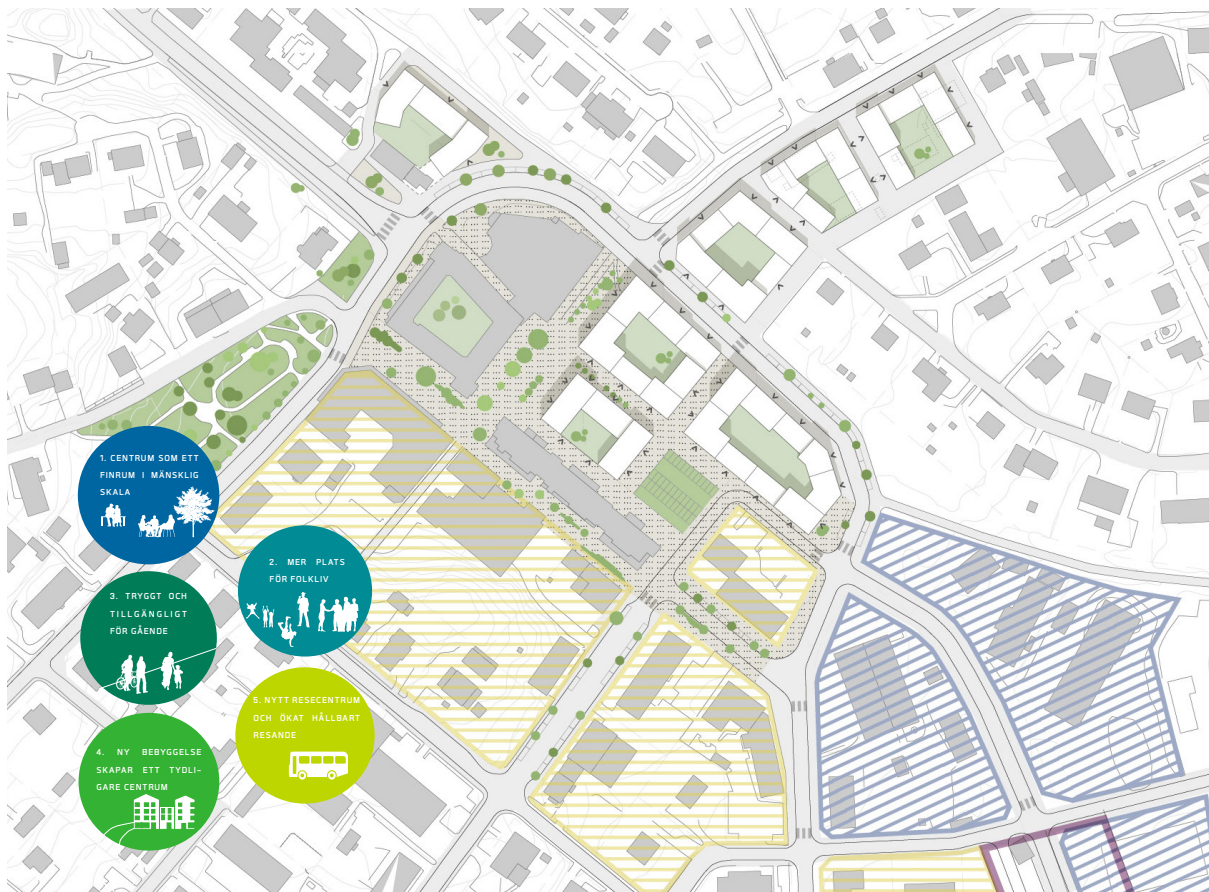 1. CENTRUM SOM ETT
FINRUM I MÄNSKLIG
SKALA
2. MER PLATS
FÖR FOLKLIV
3. TRYGGT OCH
TILLGÄNGLIGT
FÖR GÅENDE
4. NY BEBYGGELSE
SKAPAR ETT TYDLI-
GARE CENTRUM
5. NYTT RESECENTRUM
OCH ÖKAT HÅLLBART
RESANDE